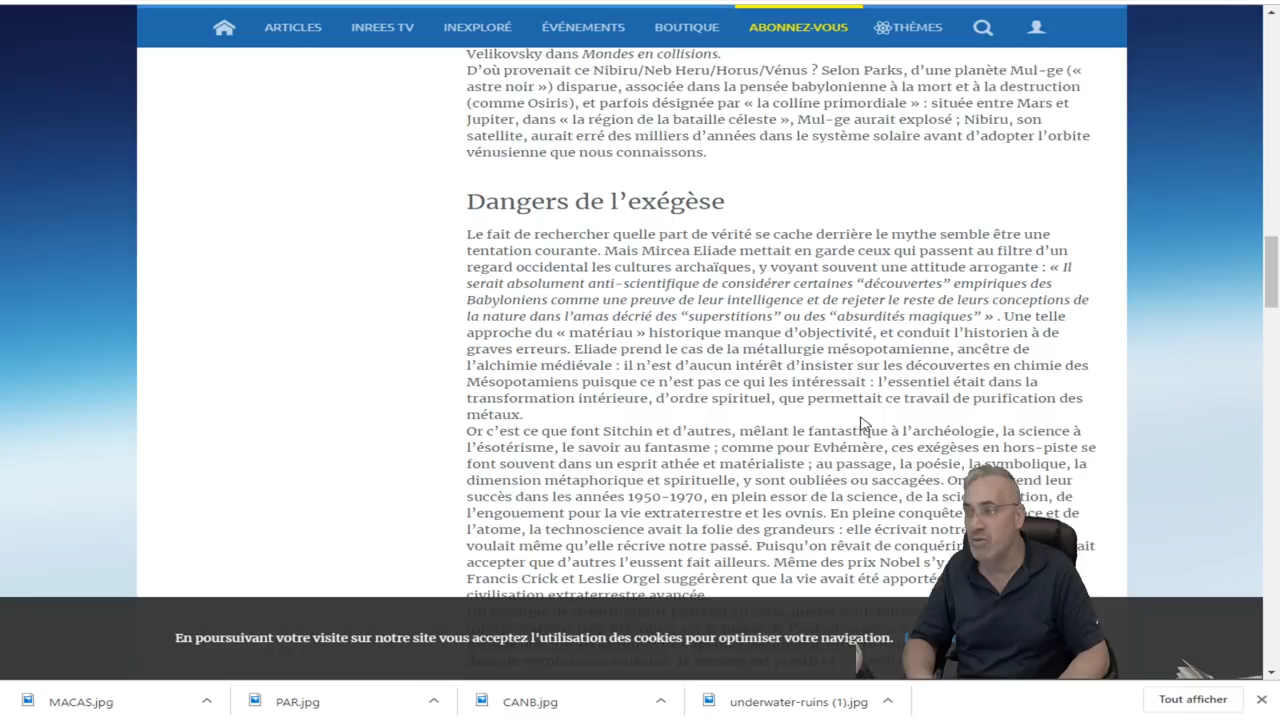 ARTICLES INREES TV INEXPLORÉ ÉVÉNEMENTS BOUTIQUE ABONNEZ-VOUS THÈMES
Velikovsky dans Mondes en collisions.
D’où provenait ce Nibiru/Neb Heru/Horus/Vénus ? Selon Parks, d’une planète Mul-ge (« 
astre noir ») disparue, associée dans la pensée babylonienne à la mort et à la destruction
(comme Osiris), et parfois désignée par « la colline primordiale » : située entre Mars et
Jupiter, dans « la région de la bataille céleste », Mul-ge aurait explosé ; Nibiru, son
satellite, aurait erré des milliers d’années dans le système solaire avant d’adopter l’orbite
vénusienne que nous connaissons.
Dangers de l’exégèse
Le fait de rechercher quelle part de vérité se cache derrière le mythe semble être une
tentation courante. Mais Mircea Eliade mettait en garde ceux qui passent au filtre d’un
regard occidental les cultures archaïques, y voyant souvent une attitude arrogante : « Il
serait absolument anti-scientifique de considérer certaines “découvertes” empiriques des
Babyloniens comme une preuve de leur intelligence et de rejeter le reste de leurs conceptions de
la nature dans l’amas décrié des “superstitions” ou des “absurdités magiques” » . Une telle
approche du « matériau » historique manque d’objectivité, et conduit l’historien à de
graves erreurs. Eliade prend le cas de la métallurgie mésopotamienne, ancêtre de
l’alchimie médiévale : il n’est d’aucun intérêt d’insister sur les découvertes en chimie des
Mésopotamiens puisque ce n’est pas ce qui les intéressait : l’essentiel était dans la
transformation intérieure, d’ordre spirituel, que permettait ce travail de purification des
métaux.
Or c’est ce que font Sitchin et d’autres, mêlant le fantastique à l’archéologie, la science à
l’ésotérisme, le savoir au fantasme ; comme pour Evhémère, ces exégèses en hors-piste se
font souvent dans un esprit athée et matérialiste ; au passage, la poésie, la symbolique, la
dimension métaphorique et spirituelle, y sont oubliées ou saccagées. leur
succès dans les années 1950-1970, en plein essor de la science, de la de
l’engouement pour la vie extraterrestre et les ovnis. En pleine conquête et de
l’atome, la technoscience avait la folie des grandeurs : elle écrivait
voulait même qu’elle récrive notre passé. Puisqu’on rêvait de
accepter que d’autres l’eussent fait ailleurs. Même des prix Nobel
Francis Crick et Leslie Orgel suggérèrent que la vie avait été
civilisation extraterrestre avancée.
En poursuivant votre visite sur notre site vous acceptez l'utilisation des cookies pour optimiser votre navigation.
MACAS.jpg PAR.jpg CANB.jpg underwater-ruins (1).jpg Tout afficher